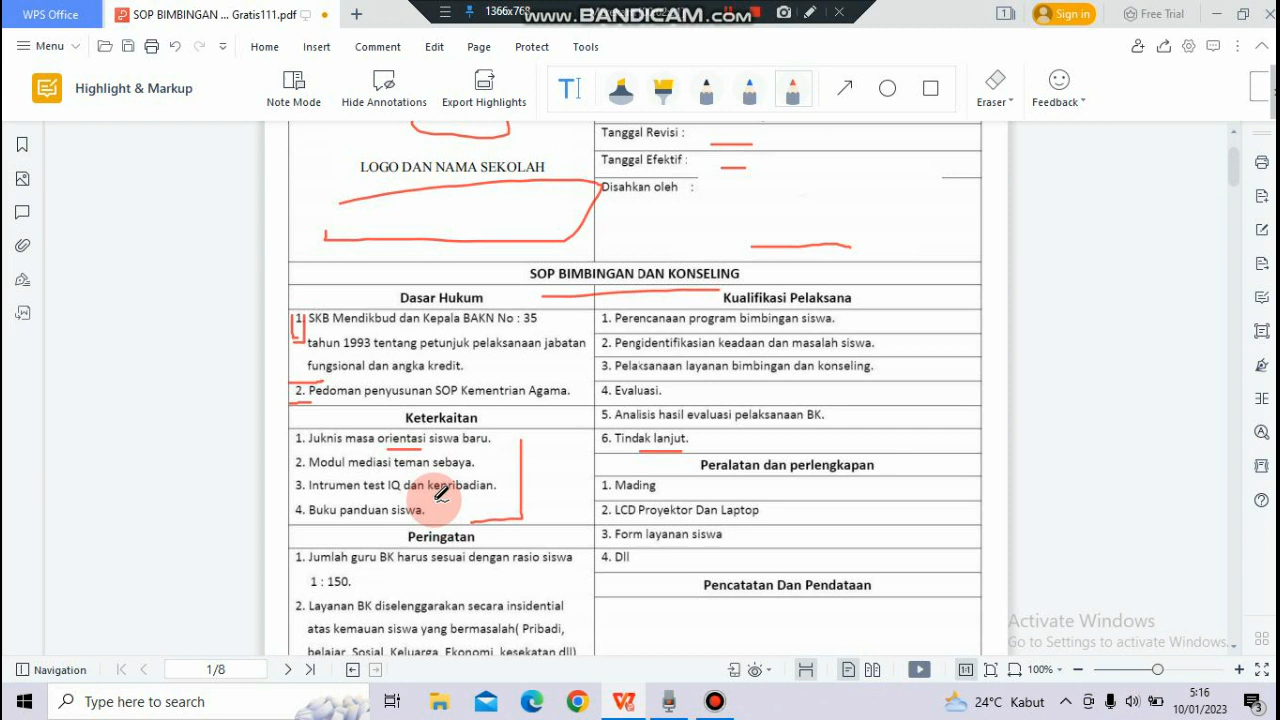 WPS Office
SOP BIMBINGAN ... Gratis111.pdf
1366x768
www.BANDICAM.com
1
Sign in
Free Trial
Menu
Home
Insert
Comment
Edit
Page
Protect
Tools
Highlight & Markup
Note Mode
Hide Annotations
Export Highlights
Eraser
Feedback
LOGO DAN NAMA SEKOLAH
Tanggal Revisi :
Tanggal Efektif :
Disahkan oleh :
SOP BIMBINGAN DAN KONSELING
Dasar Hukum
1. SKB Mendikbud dan Kepala BAKN No : 35
tahun 1993 tentang petunjuk pelaksanaan jabatan
fungsional dan angka kredit.
2. Pedoman penyusunan SOP Kementrian Agama.
Keterkaitan
1. Juknis masa orientasi siswa baru.
2. Modul mediasi teman sebaya.
3. Intrumen test IQ dan kepribadian.
4. Buku panduan siswa.
Peringatan
1. Jumlah guru BK harus sesuai dengan rasio siswa
1 : 150.
2. Layanan BK diselenggarakan secara insidential
atas kemauan siswa yang bermasalah( Pribadi,
belajar, Sosial, Keluarga, Ekonomi, kesekatan dll)
Kualifikasi Pelaksana
1. Perencanaan program bimbingan siswa.
2. Pengidentifikasian keadaan dan masalah siswa.
3. Pelaksanaan layanan bimbingan dan konseling.
4. Evaluasi.
5. Analisis hasil evaluasi pelaksanaan BK.
6. Tindak lanjut.
Peralatan dan perlengkapan
1. Mading
2. LCD Proyektor Dan Laptop
3. Form layanan siswa
4. Dll
Pencatatan Dan Pendataan
Activate Windows
Go to Settings to activate Windows.
Navigation
1/8
100%
Type here to search
24°C Kabut
5:16
10/01/2023
3